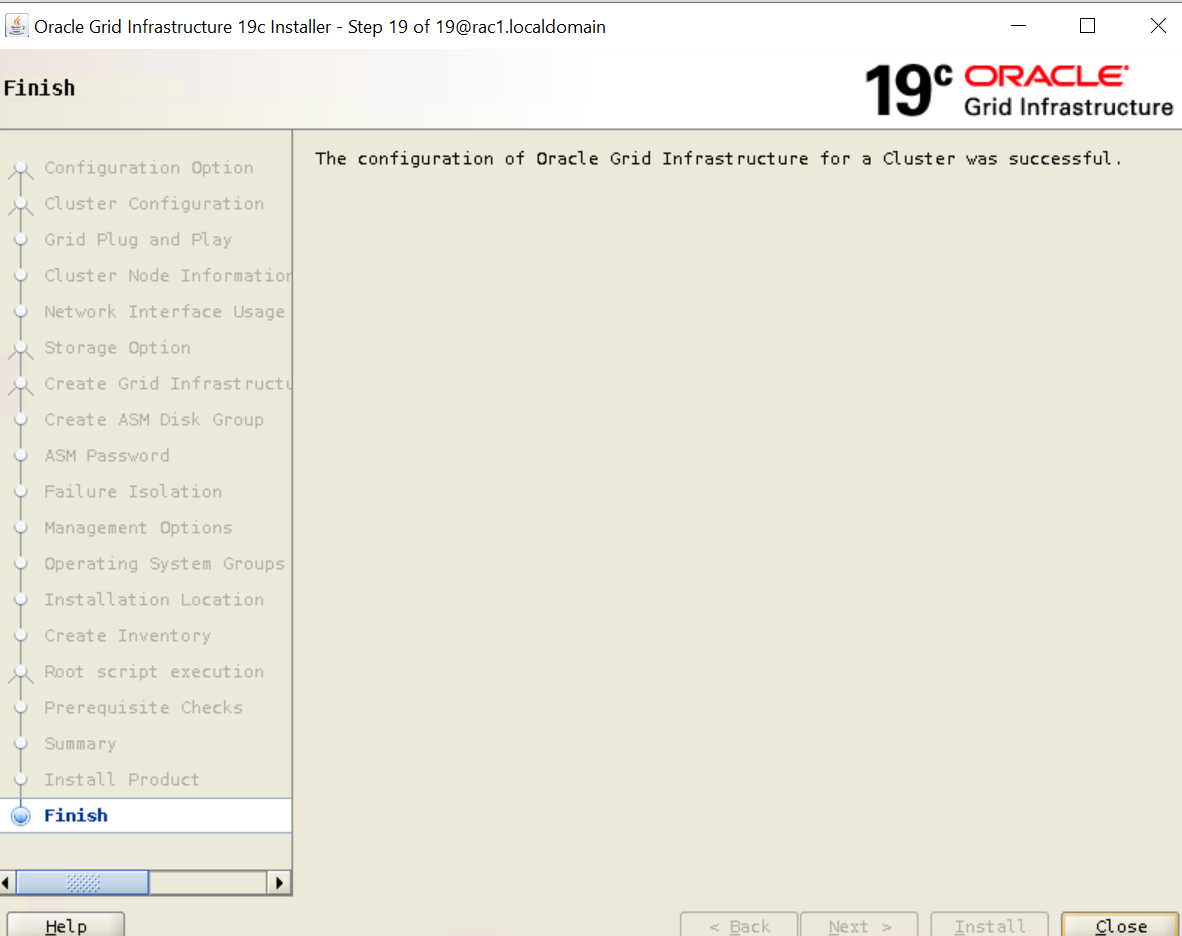 Oracle Grid Infrastructure 19c Installer - Step 19 of 19@rac1.localdomain
Finish
19c ORACLE
Grid Infrastructure
The configuration of Oracle Grid Infrastructure for a Cluster was successful.
Configuration Option
Cluster Configuration
Grid Plug and Play
Cluster Node Information
Network Interface Usage
Storage Option
Create Grid Infrastructu
Create ASM Disk Group
ASM Password
Failure Isolation
Management Options
Operating System Groups
Installation Location
Create Inventory
Root script execution
Prerequisite Checks
Summary
Install Product
Finish
Help < Back Next > Install Close